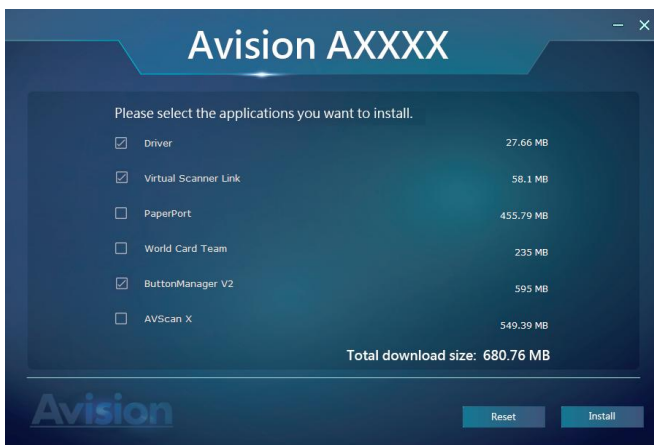 Avision AXXXX
Please select the applications you want to install.
Driver 27.66 MB
Virtual Scanner Link 58.1 MB
PaperPort 455.79 MB
World Card Team 235 MB
ButtonManager V2 595 MB
AVScan X 549.39 MB
Total download size: 680.76 MB
Avision
Reset Install